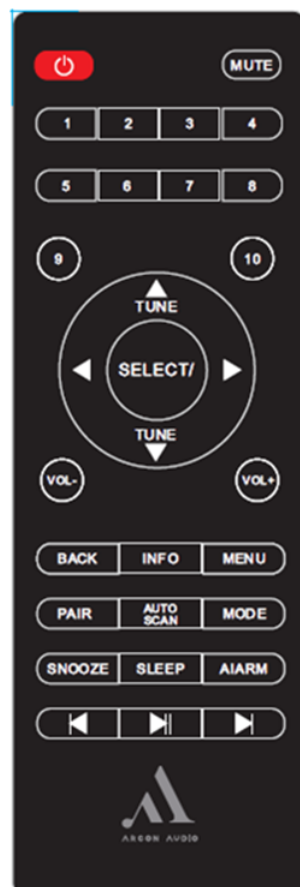 MUTE
1 2 3 4
5 6 7 8
9 10
TUNE
SELECT/
TUNE
VOL- VOL+
BACK INFO MENU
PAIR AUTO SCAN MODE
SNOOZE SLEEP AIARM
ARGON AUDIO